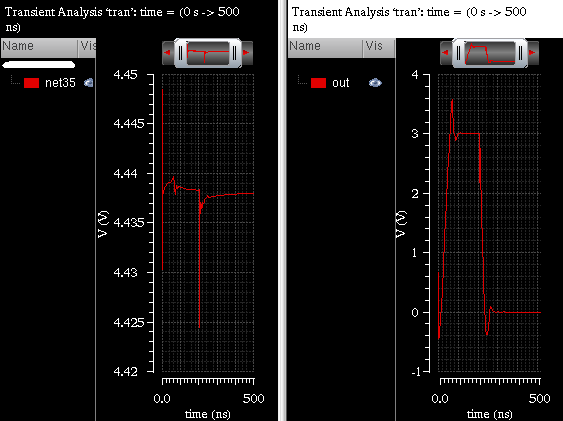 Transient Analysis ‘tran’: time = (0 s -> 500
ns)
Name Vis
net35
4.45
4.445
4.44
4.435
4.43
4.425
4.42
V (V)
0.0 500
time (ns)
Transient Analysis ‘tran’: time = (0 s -> 500
ns)
Name Vis
out
4
3
2
1
0
-1
V (V)
0.0 500
time (ns)